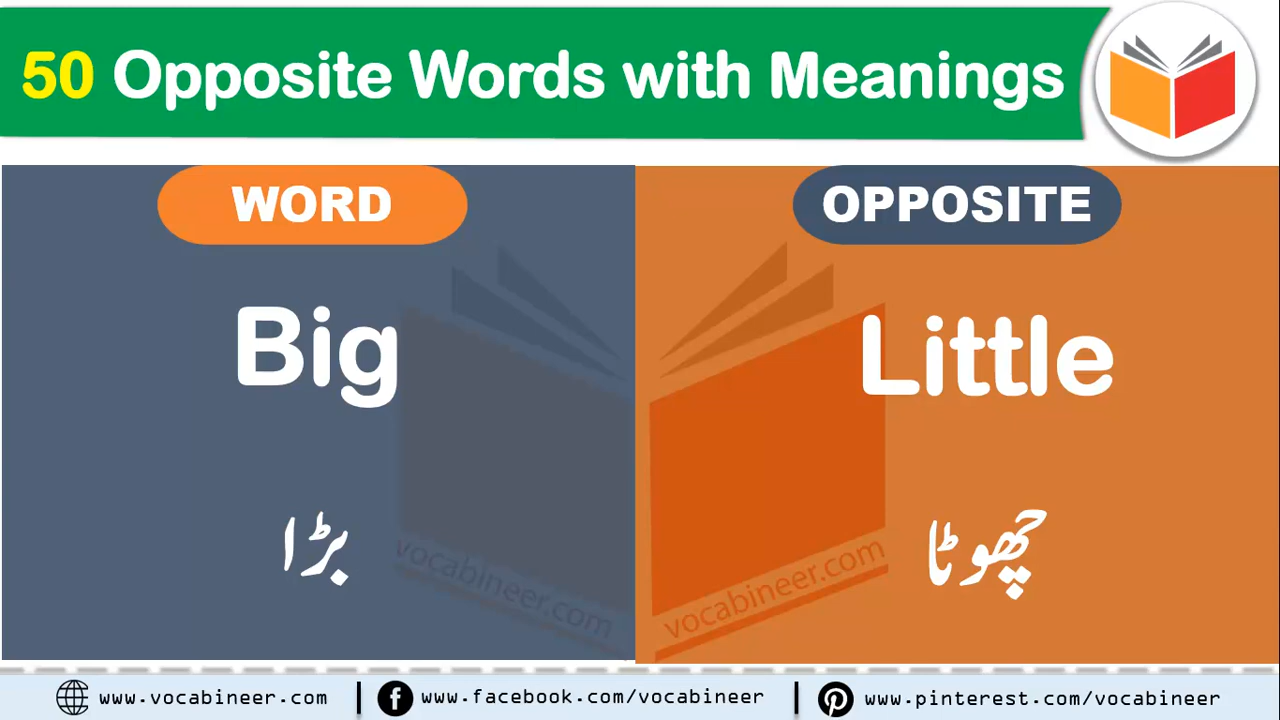 50 Opposite Words with Meanings
WORD
OPPOSITE
Big
Little
بڑا
چھوٹا
vocabineer.com
vocabineer.com
www.vocabineer.com
www.facebook.com/vocabineer
www.pinterest.com/vocabineer